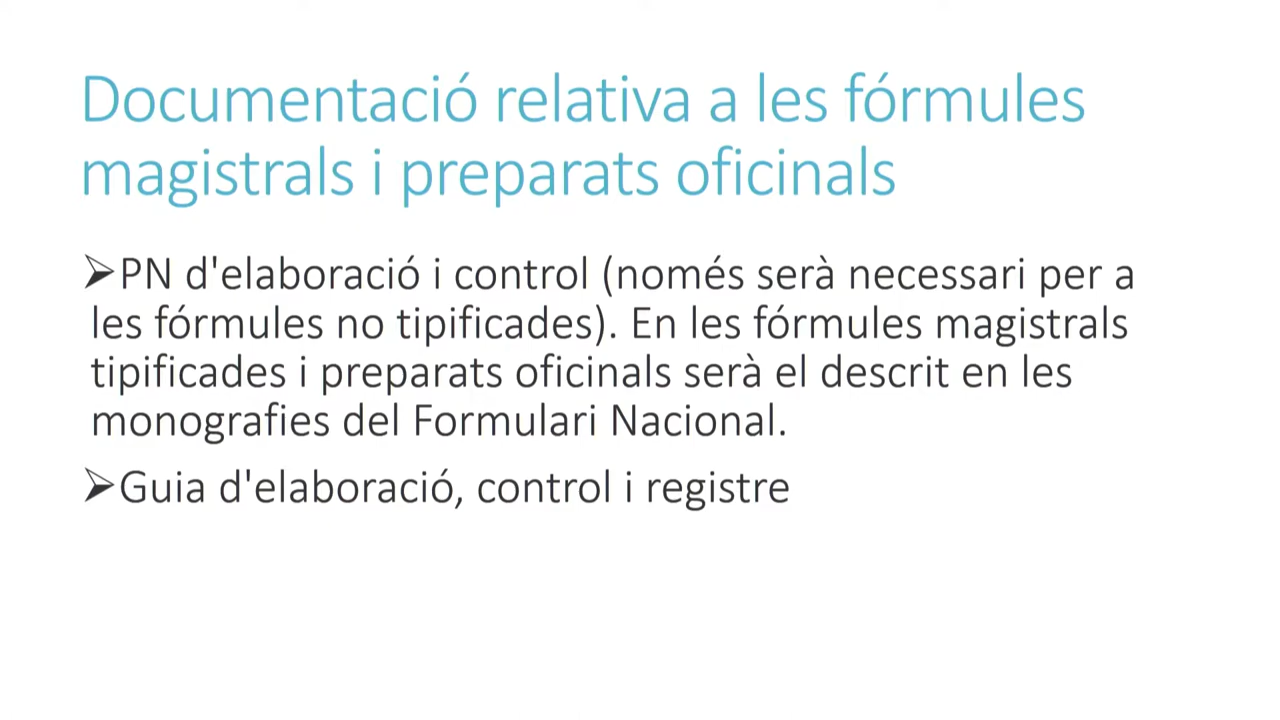 Documentació relativa a les fórmules
magistrals i preparats oficinals
➢PN d'elaboració i control (només serà necessari per a
les fórmules no tipificades). En les fórmules magistrals
tipificades i preparats oficinals serà el descrit en les
monografies del Formulari Nacional.
➢Guia d'elaboració, control i registre